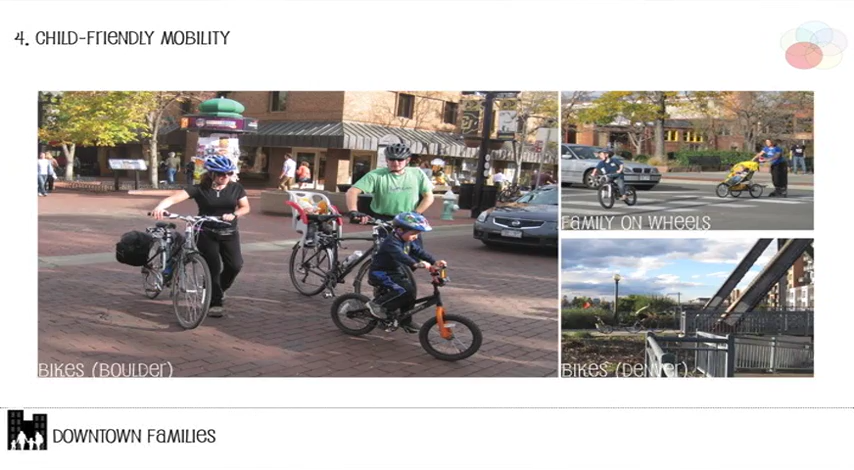 4. CHILD-FRIENDLY MOBILITY
FAMILY ON WHEELS
BIKES (BOULDER)
BIKES (DENVER)
DOWNTOWN FAMILIES